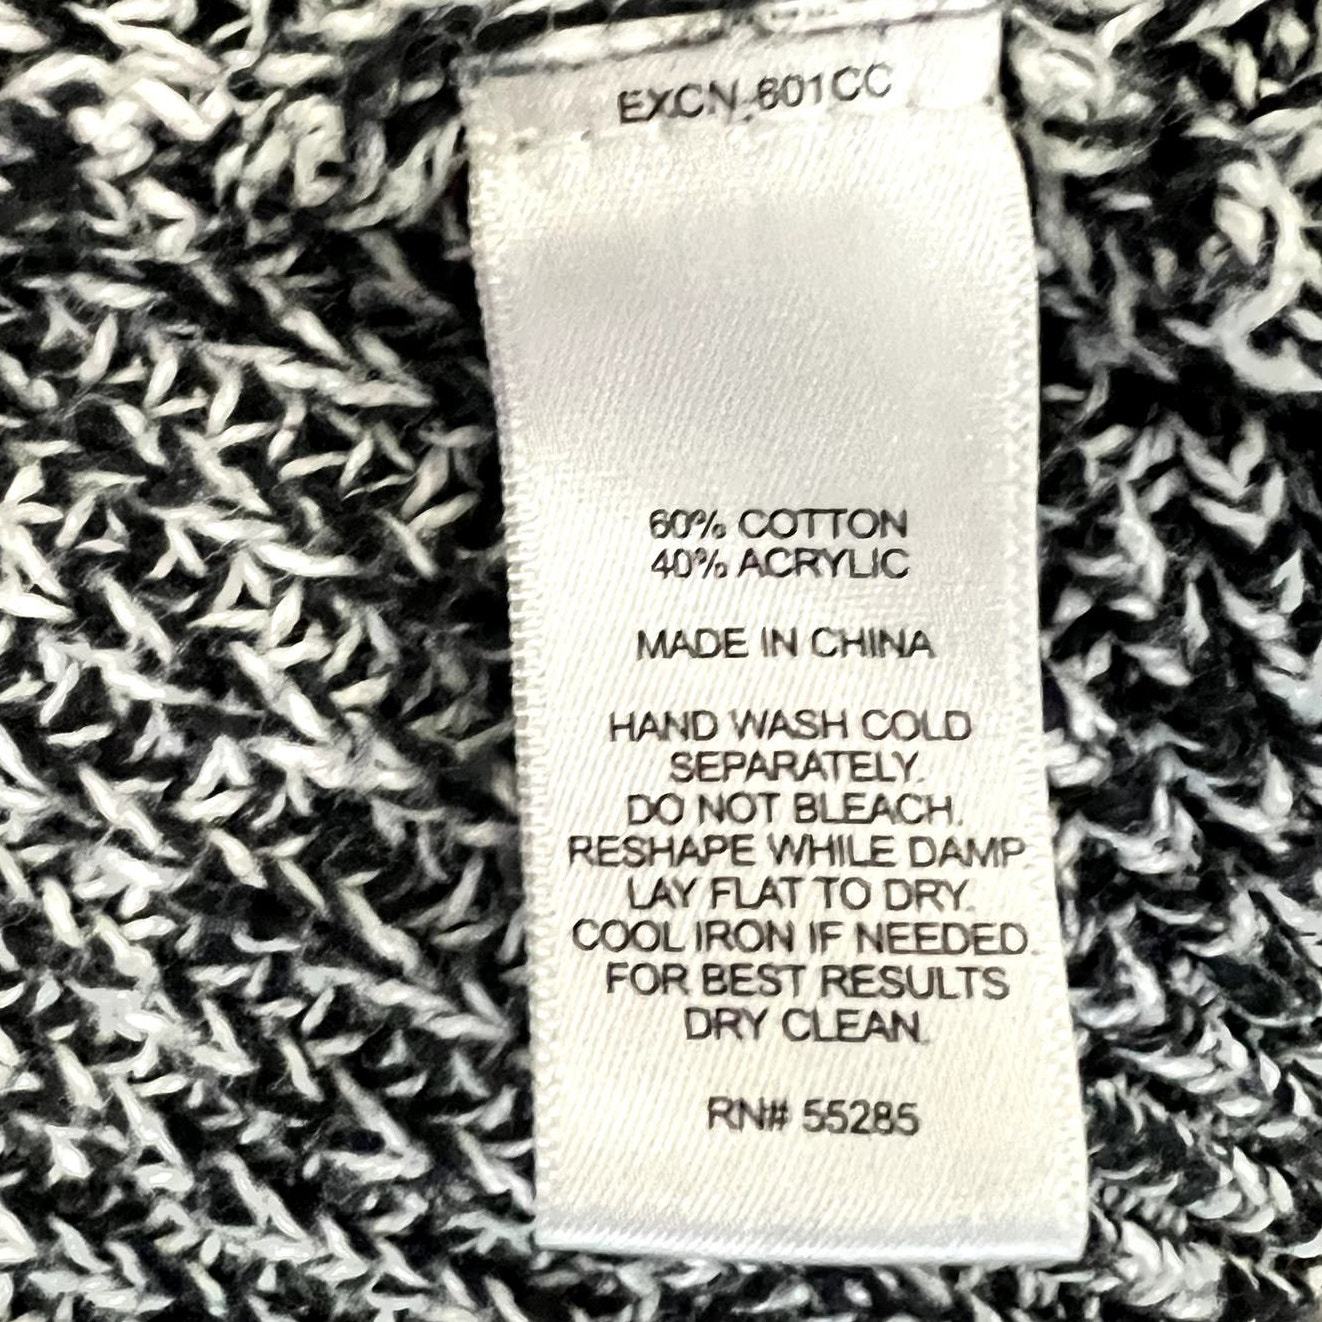 EXCN-601CC
60% COTTON
40% ACRYLIC
MADE IN CHINA
HAND WASH COLD
SEPARATELY.
DO NOT BLEACH.
RESHAPE WHILE DAMP
LAY FLAT TO DRY.
COOL IRON IF NEEDED.
FOR BEST RESULTS
DRY CLEAN.
RN# 55285